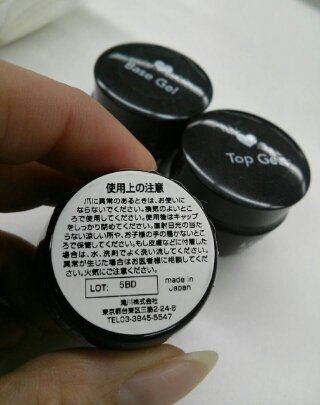 Base Gel
Top Gel
使用上の注意
爪に異常のあるときは、お使いに
ならないでください。換気のよいとこ
ろで使用してください。使用後はキャップ
をしっかり閉めてください。直射日光の当た
らない涼しい所や、お子様の手の届かないとこ
ろで保管してください。もし皮膚などに付着した
場合は、水、洗剤でよく洗い流してください。
異常が生じた場合はお医者様に相談してくだ
さい。火気にご注意ください。
LOT: 5BD
made in
Japan
滝川株式会社
東京都台東区三筋2-24-8
TEL03-3845-5547